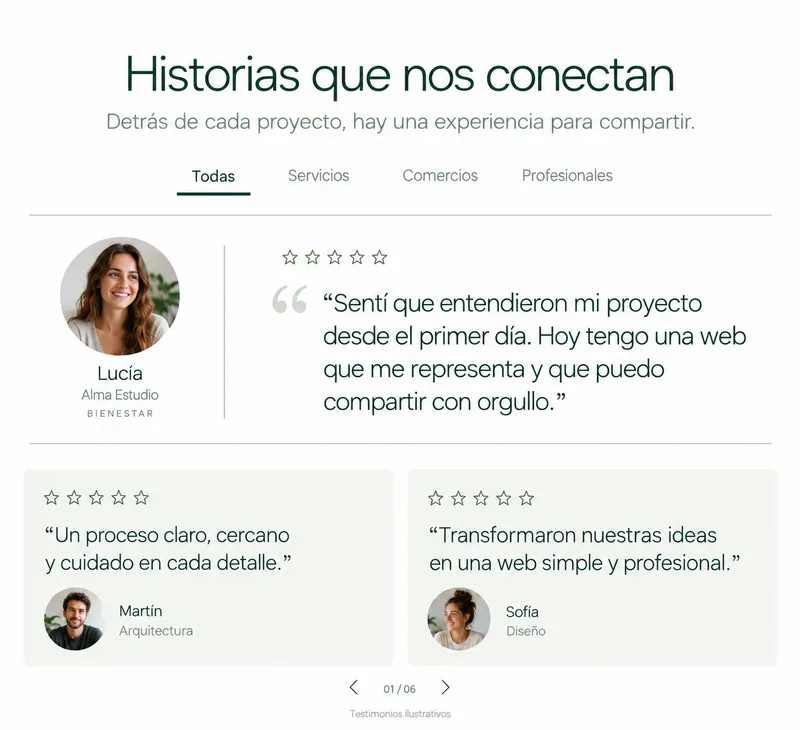 Historias que nos conectan
Detrás de cada proyecto, hay una experiencia para compartir.
Todas
Servicios
Comercios
Profesionales
“Sentí que entendieron mi proyecto
desde el primer día. Hoy tengo una web
que me representa y que puedo
compartir con orgullo.”
Lucía
Alma Estudio
BIENESTAR
“Un proceso claro, cercano
y cuidado en cada detalle.”
Martín
Arquitectura
“Transformaron nuestras ideas
en una web simple y profesional.”
Sofía
Diseño
01 / 06
Testimonios ilustrativos